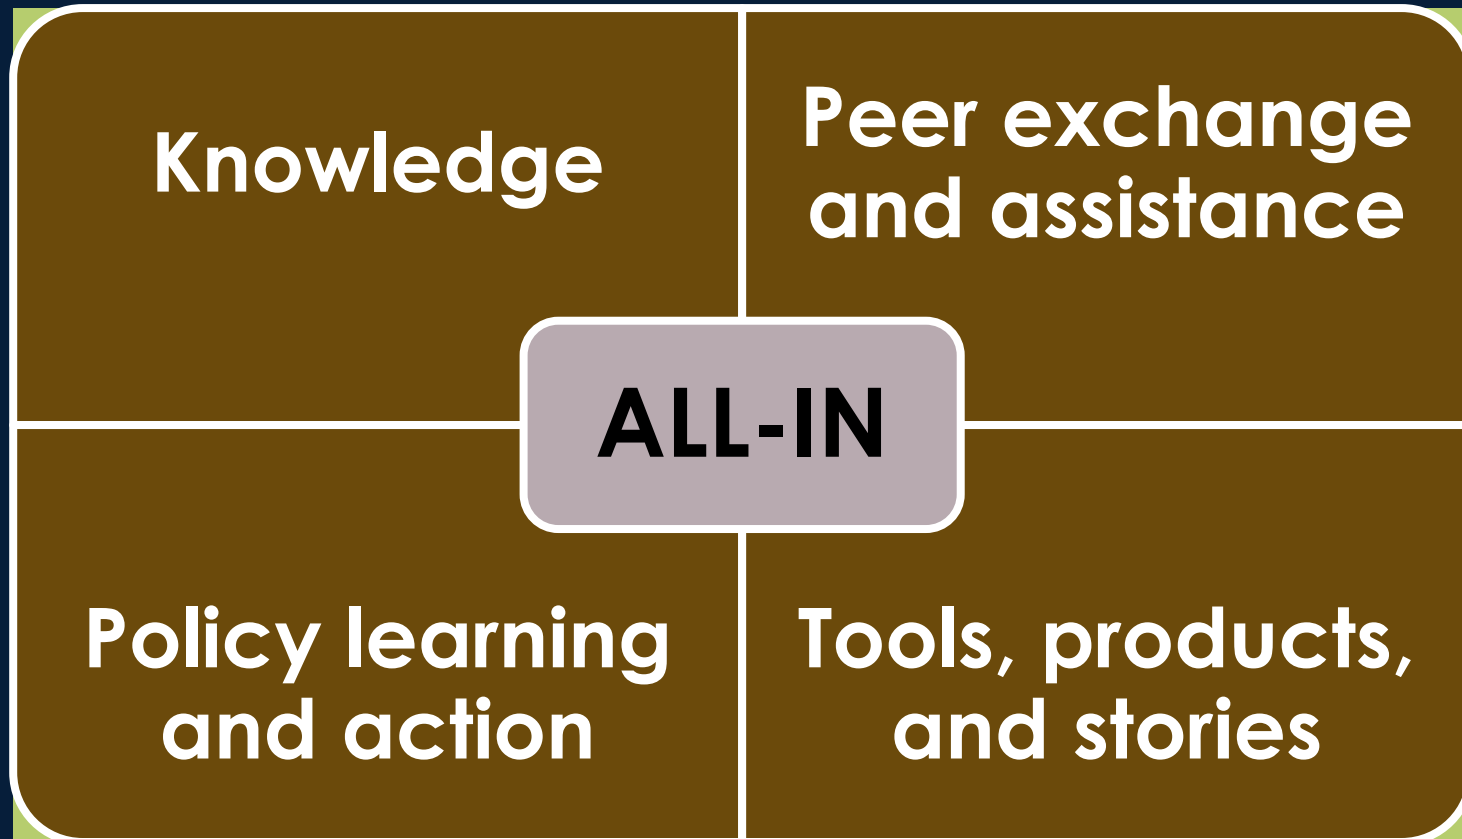 Knowledge
Peer exchange
and assistance
ALL-IN
Policy learning
and action
Tools, products,
and stories